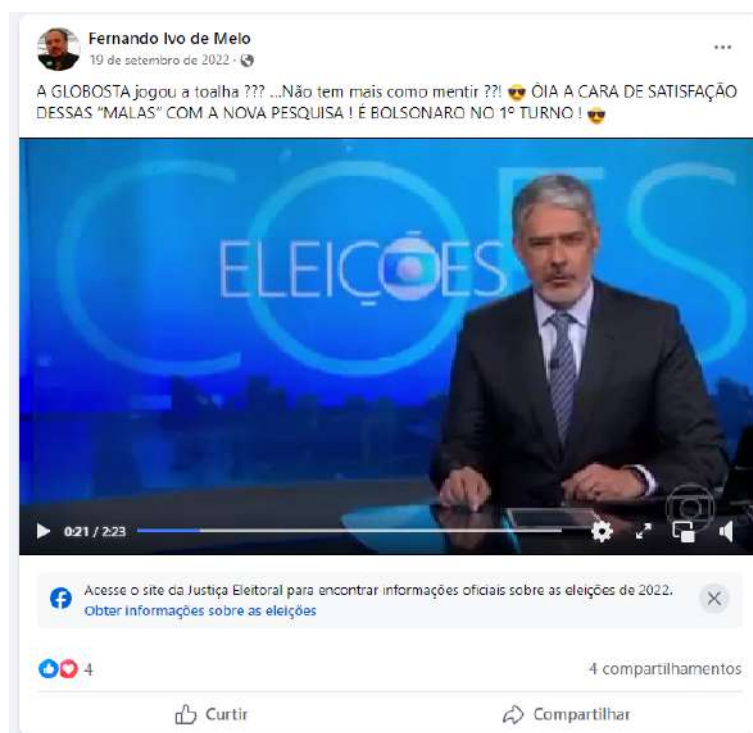 Fernando Ivo de Melo
19 de setembro de 2022 ·
A GLOBOSTA jogou a toalha ??? ...Não tem mais como mentir ??! 😎 ÓIA A CARA DE SATISFAÇÃO
DESSAS “MALAS” COM A NOVA PESQUISA ! É BOLSONARO NO 1º TURNO ! 😎
COES
ELEIÇÕES
0:21 / 2:23
Acesse o site da Justiça Eleitoral para encontrar informações oficiais sobre as eleições de 2022.
Obter informações sobre as eleições
4
4 compartilhamentos
Curtir
Compartilhar